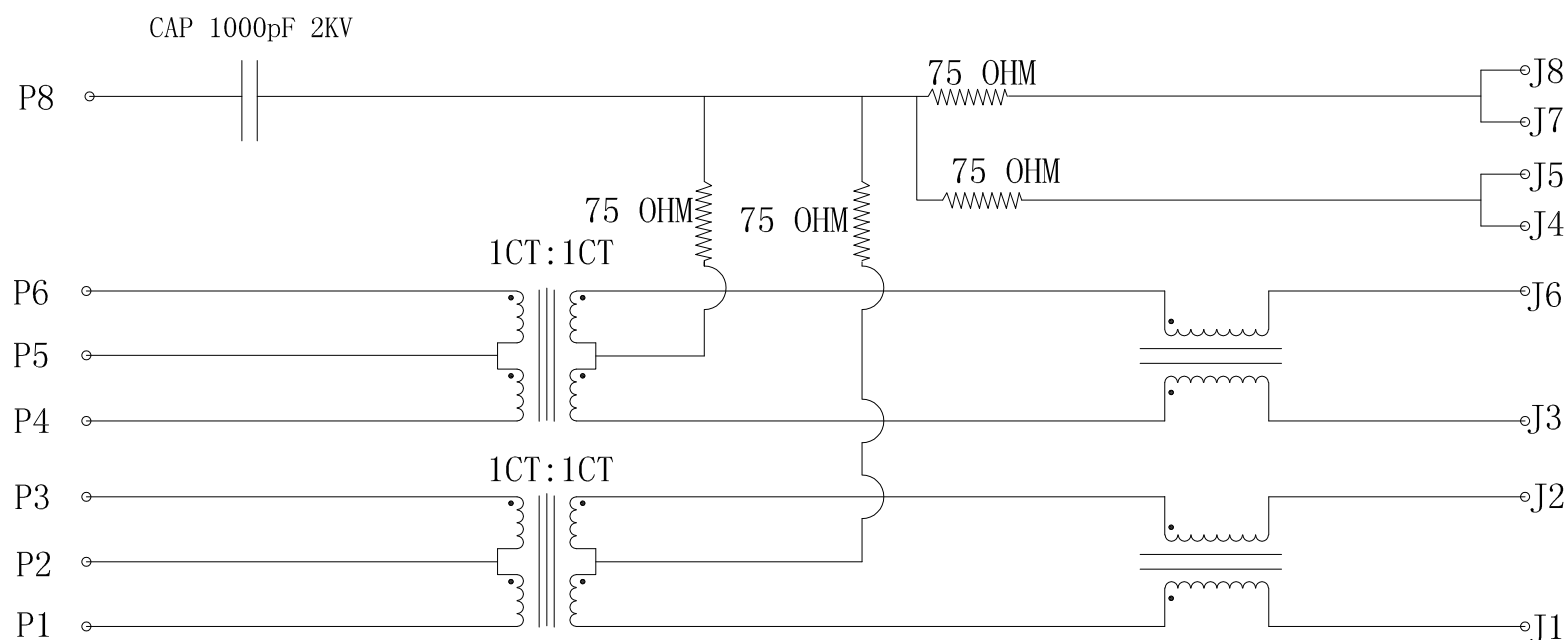 CAP 1000pF 2KV
P8
75 OHM
J8
J7
75 OHM
J5
75 OHM
75 OHM
J4
1CT:1CT
P6
J6
P5
P4
J3
1CT:1CT
P3
J2
P2
P1
J1